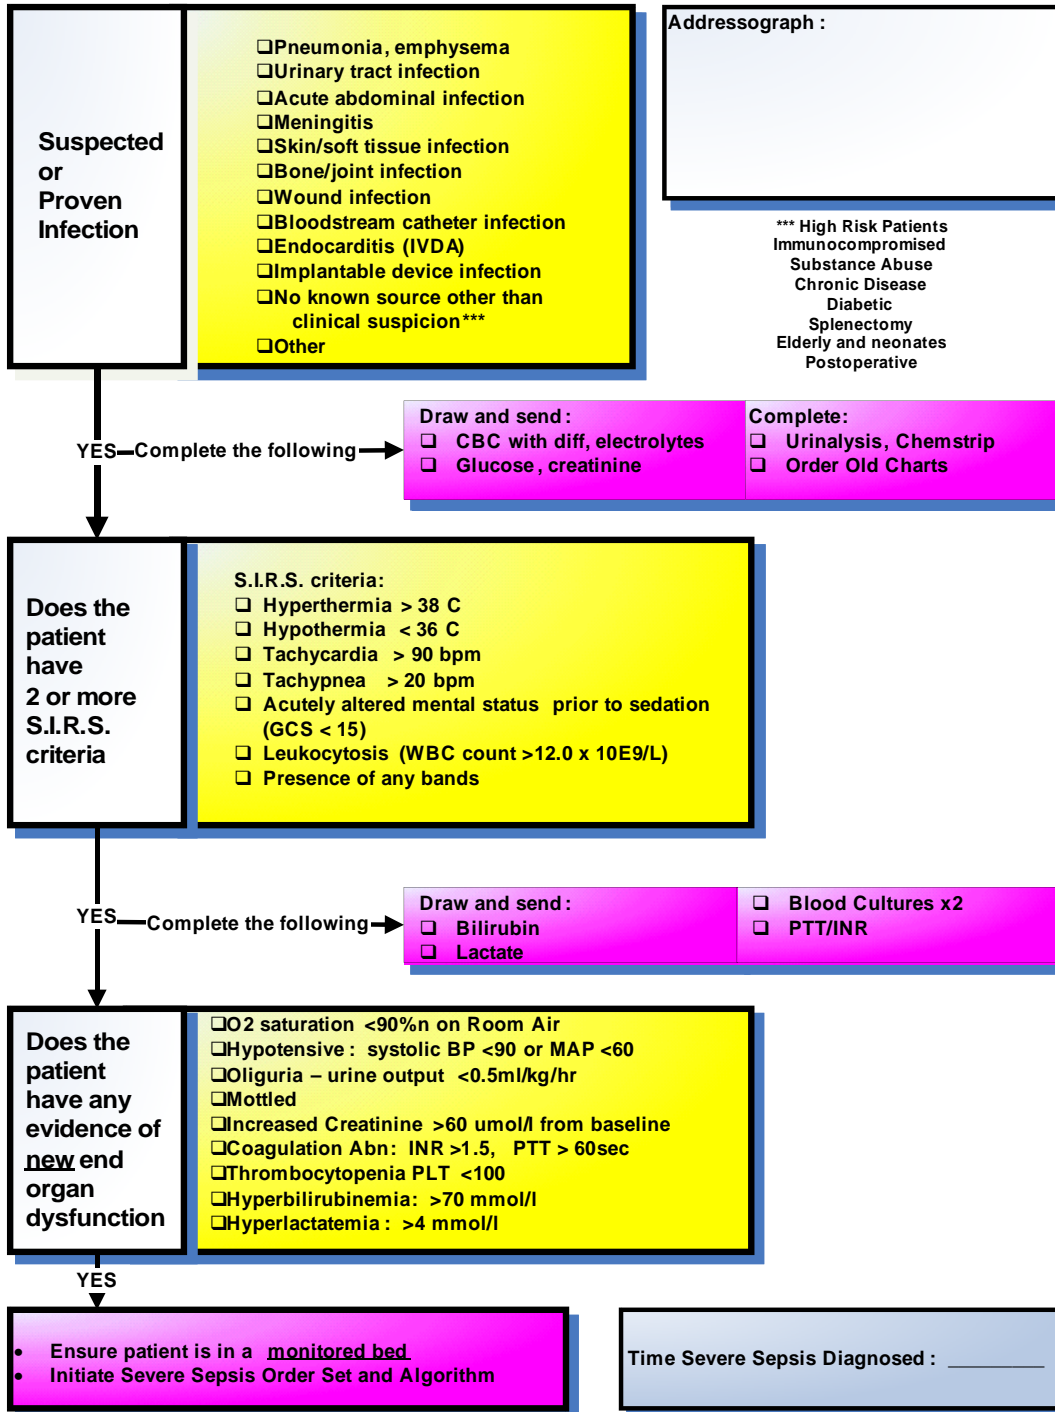 Suspected
or
Proven
Infection
❑Pneumonia, emphysema
❑Urinary tract infection
❑Acute abdominal infection
❑Meningitis
❑Skin/soft tissue infection
❑Bone/joint infection
❑Wound infection
❑Bloodstream catheter infection
❑Endocarditis (IVDA)
❑Implantable device infection
❑No known source other than
clinical suspicion***
❑Other
Addressograph :
*** High Risk Patients
Immunocompromised
Substance Abuse
Chronic Disease
Diabetic
Splenectomy
Elderly and neonates
Postoperative
YES
Complete the following
Draw and send :
❑ CBC with diff, electrolytes
❑ Glucose, creatinine
Complete:
❑ Urinalysis, Chemstrip
❑ Order Old Charts
Does the
patient
have
2 or more
S.I.R.S.
criteria
S.I.R.S. criteria:
❑ Hyperthermia > 38 C
❑ Hypothermia < 36 C
❑ Tachycardia > 90 bpm
❑ Tachypnea > 20 bpm
❑ Acutely altered mental status prior to sedation
(GCS < 15)
❑ Leukocytosis (WBC count >12.0 x 10E9/L)
❑ Presence of any bands
YES
Complete the following
Draw and send :
❑ Bilirubin
❑ Lactate
❑ Blood Cultures x2
❑ PTT/INR
Does the
patient
have any
evidence of
new end
organ
dysfunction
❑O2 saturation <90%n on Room Air
❑Hypotensive : systolic BP <90 or MAP <60
❑Oliguria – urine output <0.5ml/kg/hr
❑Mottled
❑Increased Creatinine >60 umol/l from baseline
❑Coagulation Abn: INR >1.5, PTT > 60sec
❑Thrombocytopenia PLT <100
❑Hyperbilirubinemia: >70 mmol/l
❑Hyperlactatemia : >4 mmol/l
YES
• Ensure patient is in a monitored bed
• Initiate Severe Sepsis Order Set and Algorithm
Time Severe Sepsis Diagnosed : __________